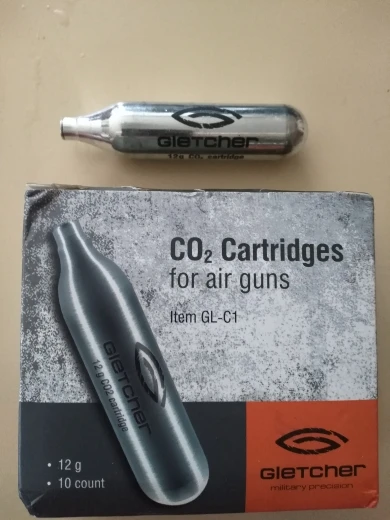 Gletcher
12g CO₂ cartridge
CO₂ Cartridges
for air guns
Item GL-C1
Gletcher
12 g CO2 cartridge
• 12 g
• 10 count
Gletcher
military precision